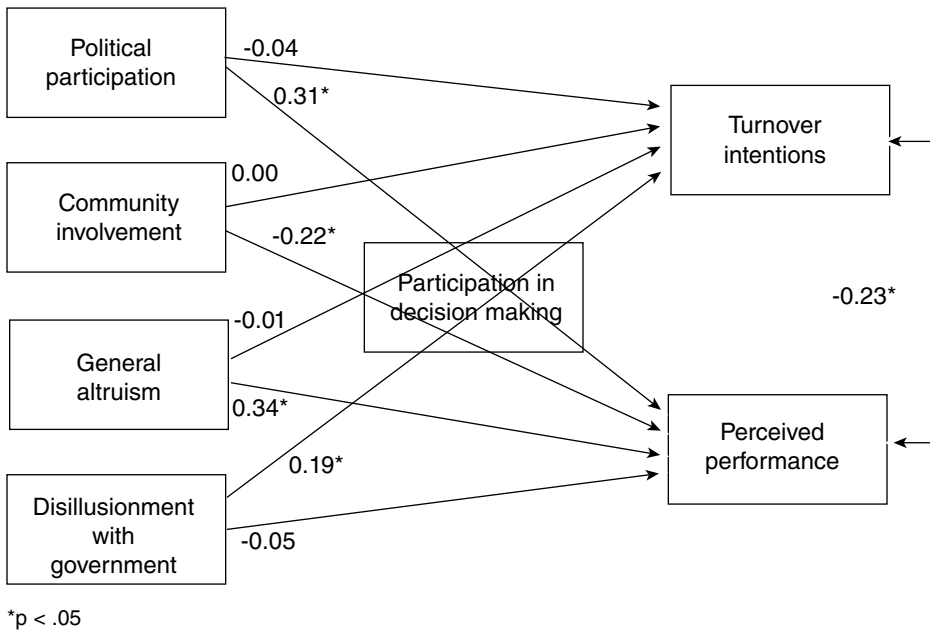 Political
participation
-0.04
0.31*
Turnover
intentions
Community
involvement
0.00
-0.22*
Participation in
decision making
-0.23*
General
altruism
-0.01
0.34*
Perceived
performance
Disillusionment
with
government
0.19*
-0.05
*p < .05